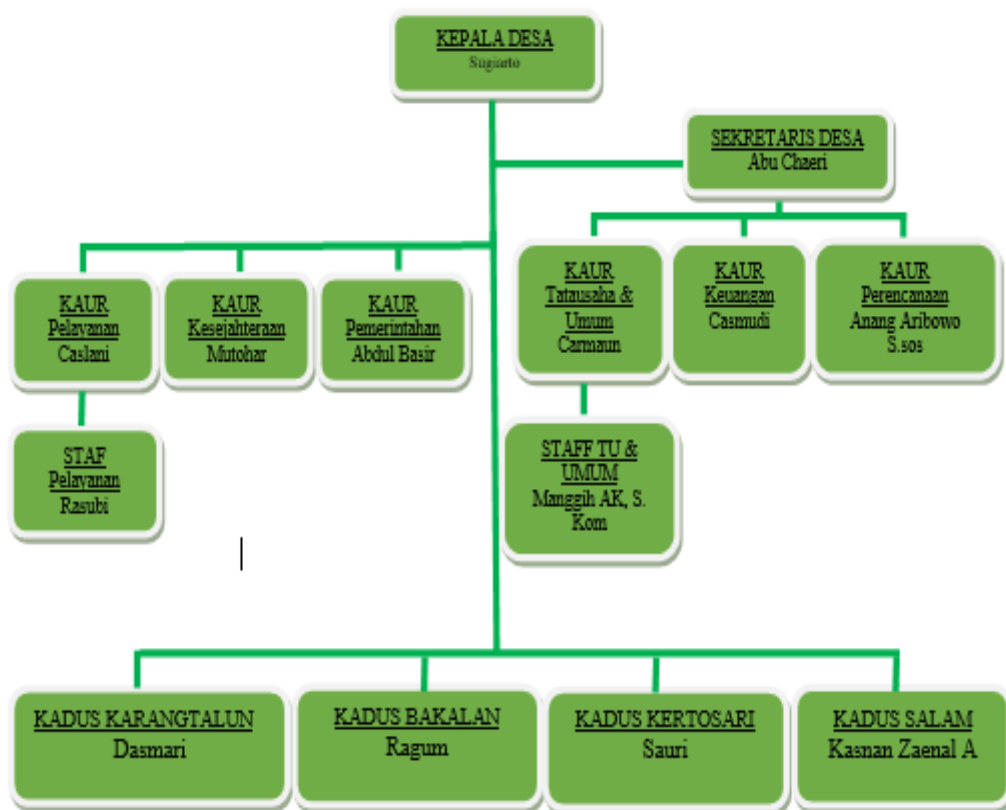 KEPALA DESA
Sugiarto
SEKRETARIS DESA
Abu Chaeri
KAUR
Pelayanan
Caslani
KAUR
Kesejahteraan
Mutohar
KAUR
Pemerintahan
Abdul Basir
KAUR
Tatausaha &
Umum
Carmaun
KAUR
Keuangan
Casmudi
KAUR
Perencanaan
Anang Aribowo
S.sos
STAF
Pelayanan
Rasubi
STAFF TU &
UMUM
Manggih AK, S.
Kom
KADUS KARANGTALUN
Dasmari
KADUS BAKALAN
Ragum
KADUS KERTOSARI
Sauri
KADUS SALAM
Kasnan Zaenal A